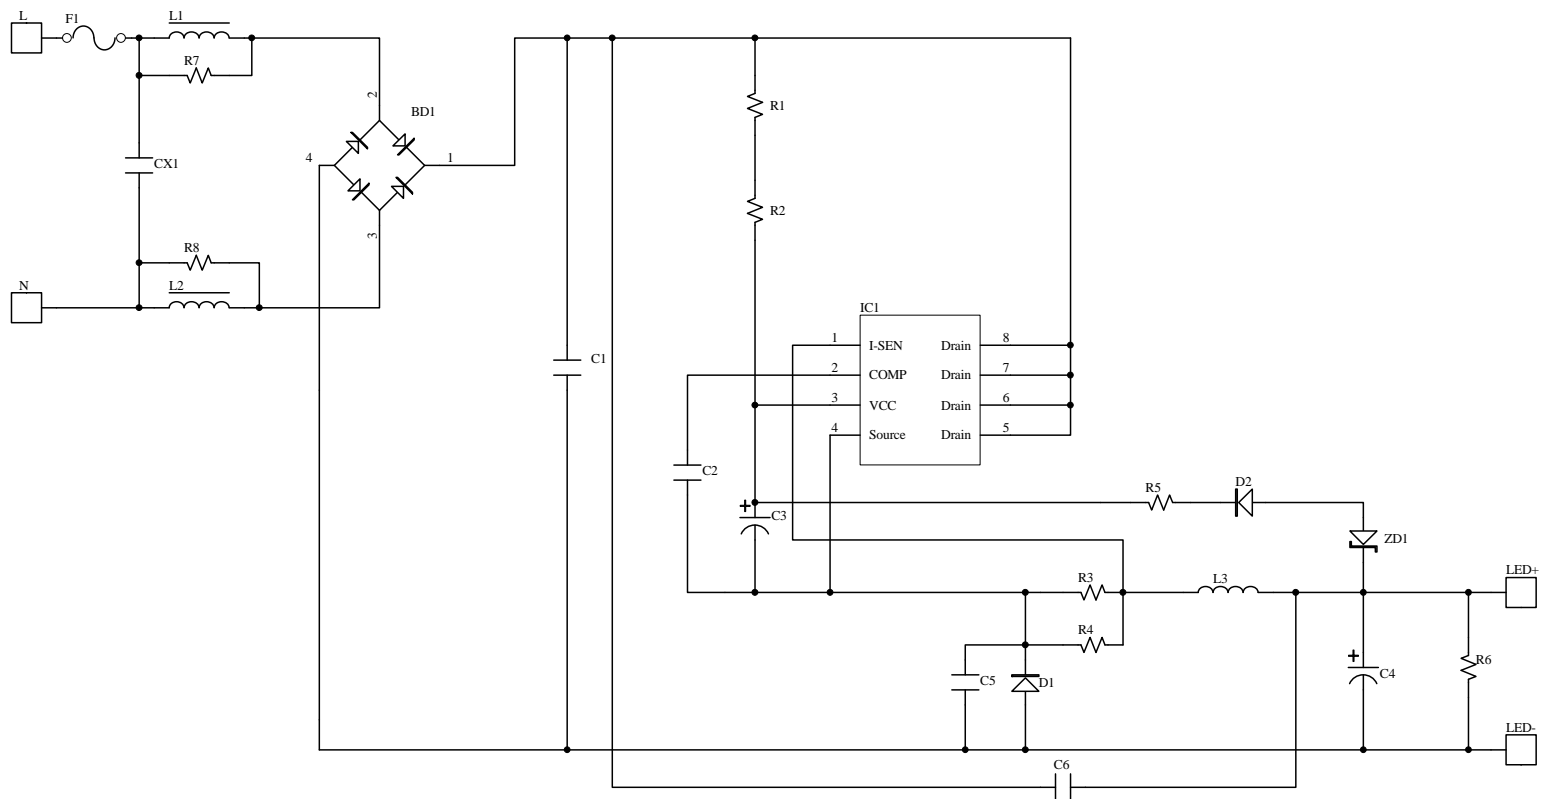 L
F1
L1
R7
2
BD1
4
1
CX1
3
R8
N
L2
R1
R2
C1
IC1
1 I-SEN Drain 8
2 COMP Drain 7
3 VCC Drain 6
4 Source Drain 5
C2
+
C3
R5
D2
ZD1
LED+
R3
L3
R4
+
C4
R6
C5
D1
LED-
C6